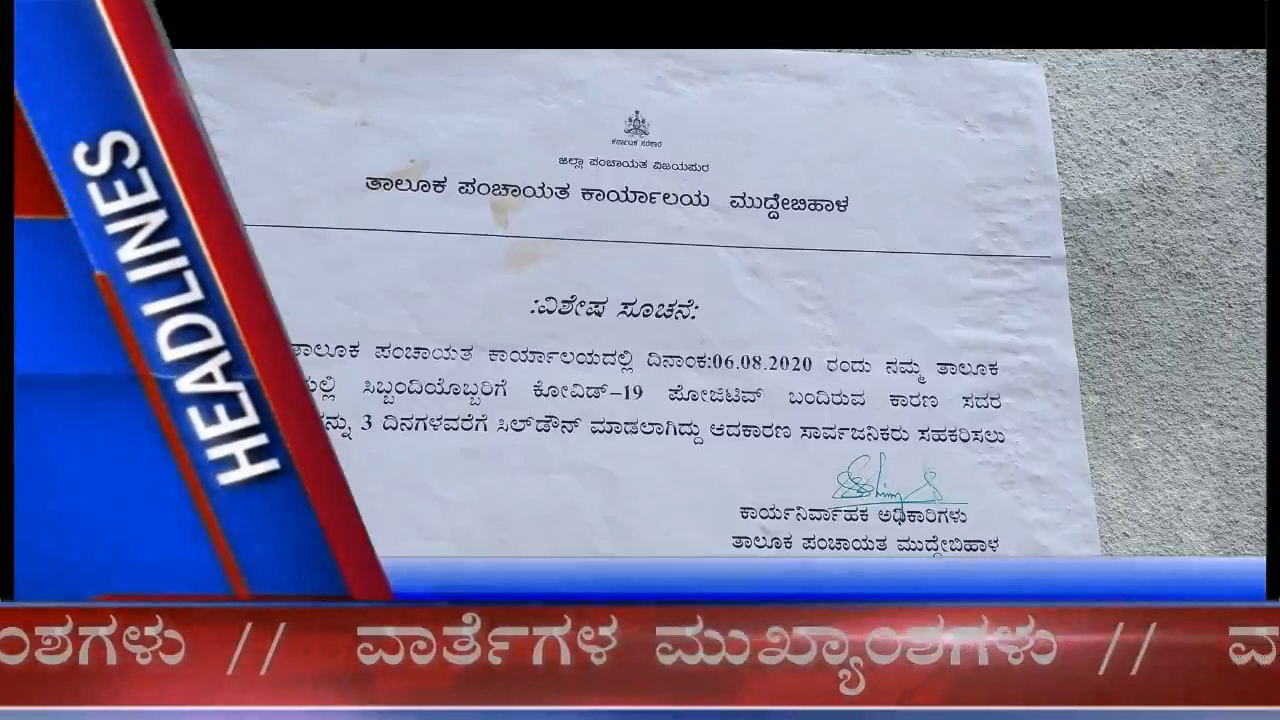 HEADLINES
ಕರ್ನಾಟಕ ಸರಕಾರ
ಜಿಲ್ಲಾ ಪಂಚಾಯತ ವಿಜಯಪುರ
ತಾಲೂಕ ಪಂಚಾಯತ ಕಾರ್ಯಾಲಯ ಮುದ್ದೇಬಿಹಾಳ
:ವಿಶೇಷ ಸೂಚನೆ:
ತಾಲೂಕ ಪಂಚಾಯತ ಕಾರ್ಯಾಲಯದಲ್ಲಿ ದಿನಾಂಕ:06.08.2020 ರಂದು ನಮ್ಮ ತಾಲೂಕ
ಸಿಬ್ಬಂದಿಯೊಬ್ಬರಿಗೆ ಕೋವಿಡ್-19 ಪೋಜಿಟಿವ್ ಬಂದಿರುವ ಕಾರಣ ಸದರ
3 ದಿನಗಳವರೆಗೆ ಸಿಲ್‌ಡೌನ್ ಮಾಡಲಾಗಿದ್ದು ಆದಕಾರಣ ಸಾರ್ವಜನಿಕರು ಸಹಕರಿಸಲು
ಕಾರ್ಯನಿರ್ವಾಹಕ ಅಧಿಕಾರಿಗಳು
ತಾಲೂಕ ಪಂಚಾಯತ ಮುದ್ದೇಬಿಹಾಳ
ಂಶಗಳು // ವಾರ್ತೆಗಳ ಮುಖ್ಯಾಂಶಗಳು // ವ